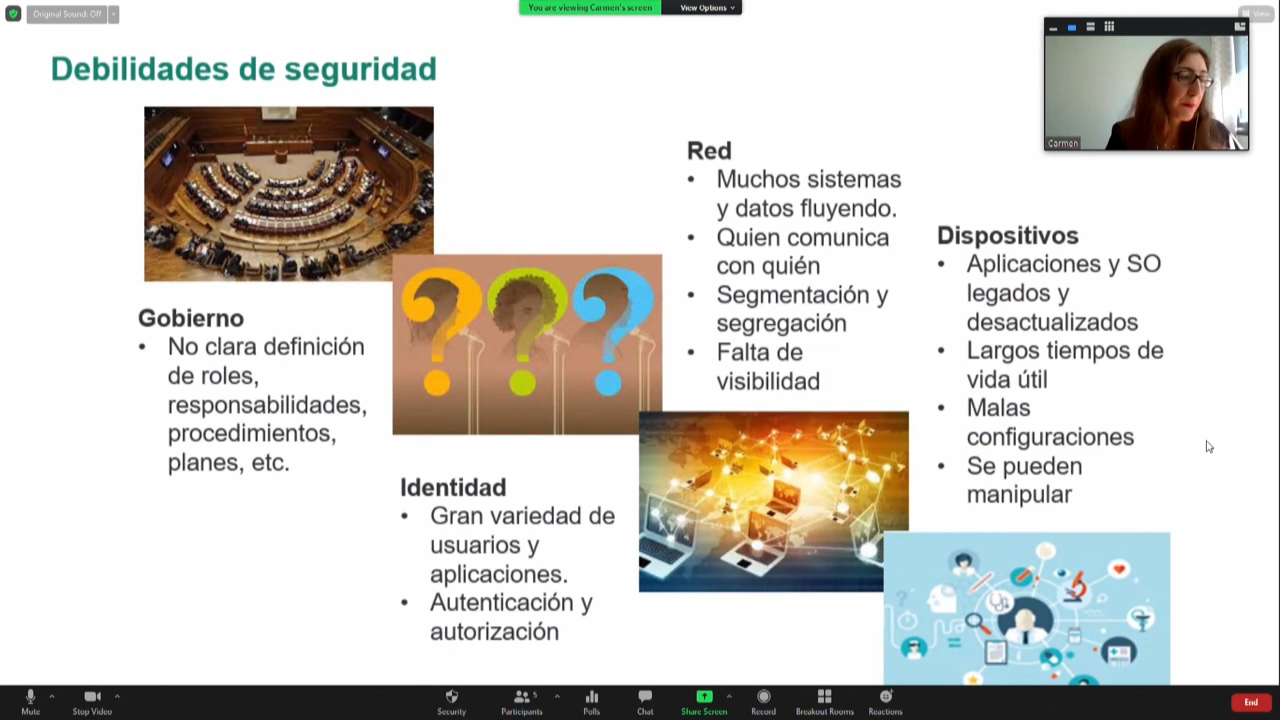 Original Sound: Off
You are viewing Carmen's screen
View Options
View
Debilidades de seguridad
Carmen
Gobierno
• No clara definición
de roles,
responsabilidades,
procedimientos,
planes, etc.
Identidad
• Gran variedad de
usuarios y
aplicaciones.
• Autenticación y
autorización
Red
• Muchos sistemas
y datos fluyendo.
• Quien comunica
con quién
• Segmentación y
segregación
• Falta de
visibilidad
Dispositivos
• Aplicaciones y SO
legados y
desactualizados
• Largos tiempos de
vida útil
• Malas
configuraciones
• Se pueden
manipular
Mute
Stop Video
Security
Participants
5
Polls
Chat
Share Screen
Record
Breakout Rooms
Reactions
End